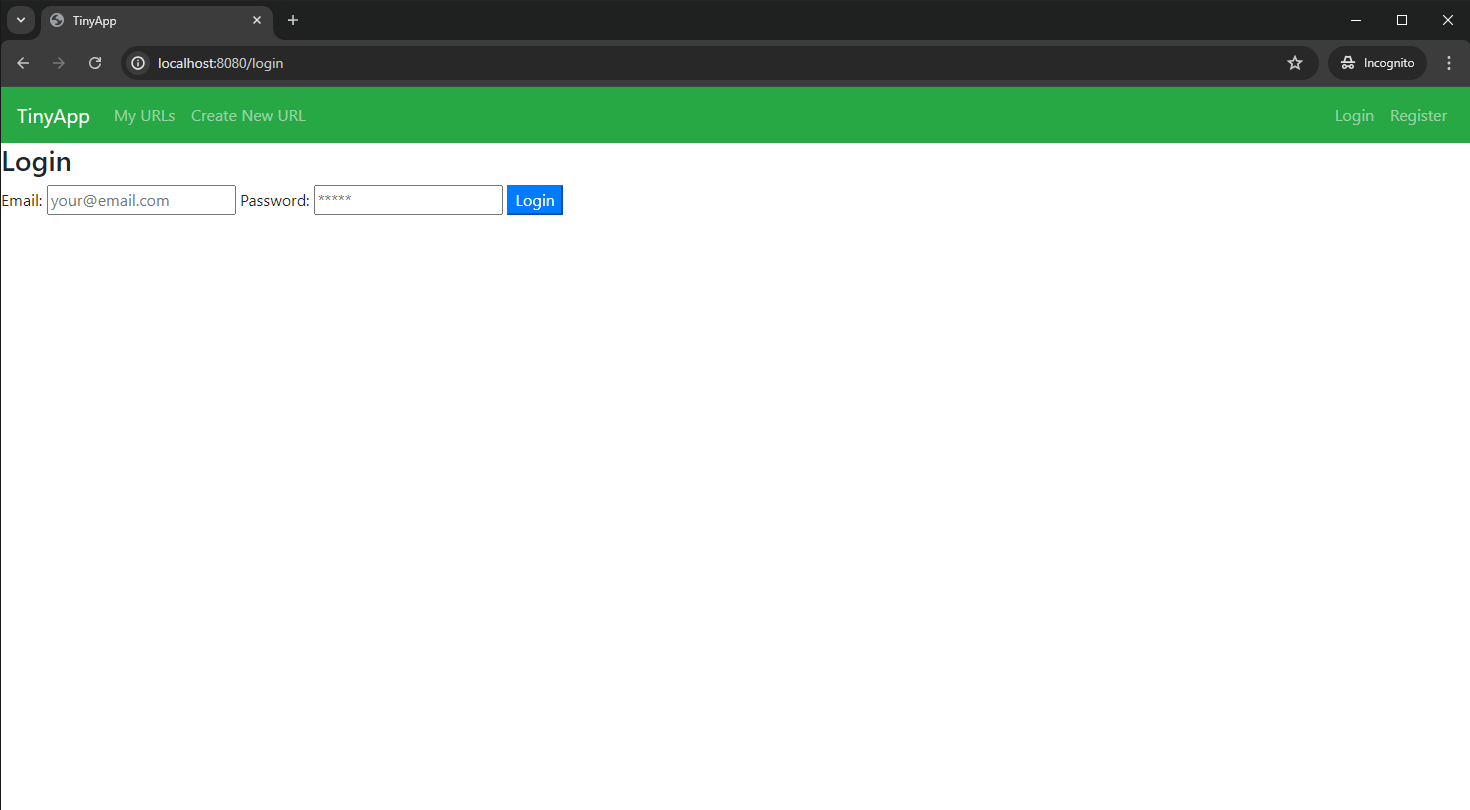 TinyApp
localhost:8080/login
Incognito
TinyApp My URLs Create New URL Login Register
Login
Email: your@email.com Password: ***** Login